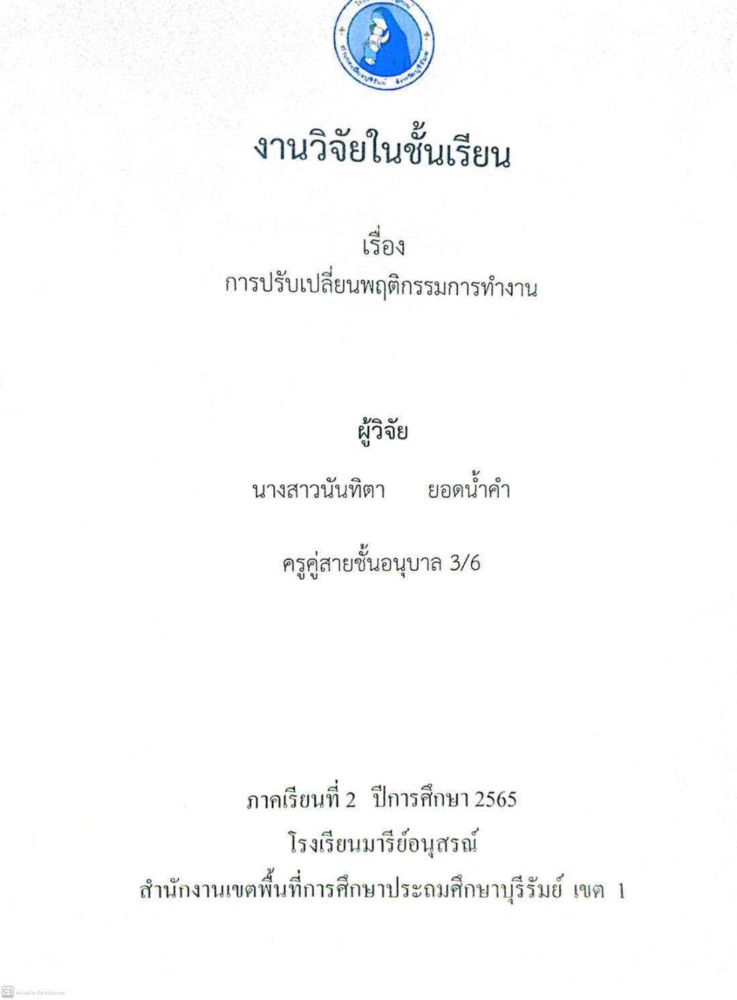 งานวิจัยในชั้นเรียน
เรื่อง
การปรับเปลี่ยนพฤติกรรมการทำงาน
ผู้วิจัย
นางสาวนันทิตา ยอดน้ำคำ
ครูคู่สายชั้นอนุบาล 3/6
ภาคเรียนที่ 2 ปีการศึกษา 2565
โรงเรียนมารีย์อนุสรณ์
สำนักงานเขตพื้นที่การศึกษาประถมศึกษาบุรีรัมย์ เขต 1
CS สแกนด้วย CamScanner